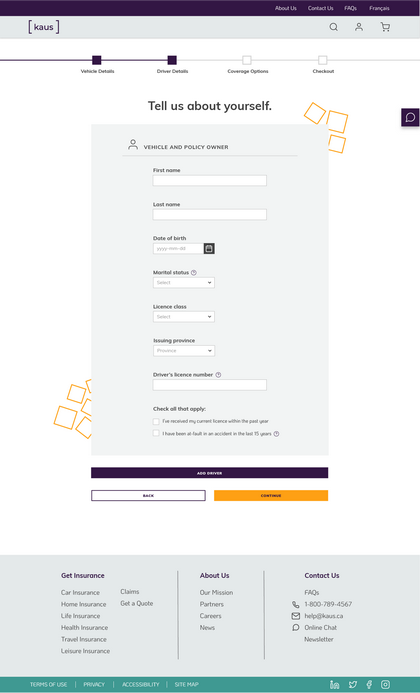 About Us Contact Us FAQs Français
[kaus]
Vehicle Details Driver Details Coverage Options Checkout
Tell us about yourself.
VEHICLE AND POLICY OWNER
First name
Last name
Date of birth
yyyy-mm-dd
Marital status ?
Select
Licence class
Select
Issuing province
Province
Driver's licence number ?
Check all that apply:
I've received my current licence within the past year
I have been at-fault in an accident in the last 15 years ?
ADD DRIVER
BACK CONTINUE
Get Insurance
Car Insurance
Home Insurance
Life Insurance
Health Insurance
Travel Insurance
Leisure Insurance
Claims
Get a Quote
About Us
Our Mission
Partners
Careers
News
Contact Us
FAQs
1-800-789-4567
help@kaus.ca
Online Chat
Newsletter
TERMS OF USE | PRIVACY | ACCESSIBILITY | SITE MAP